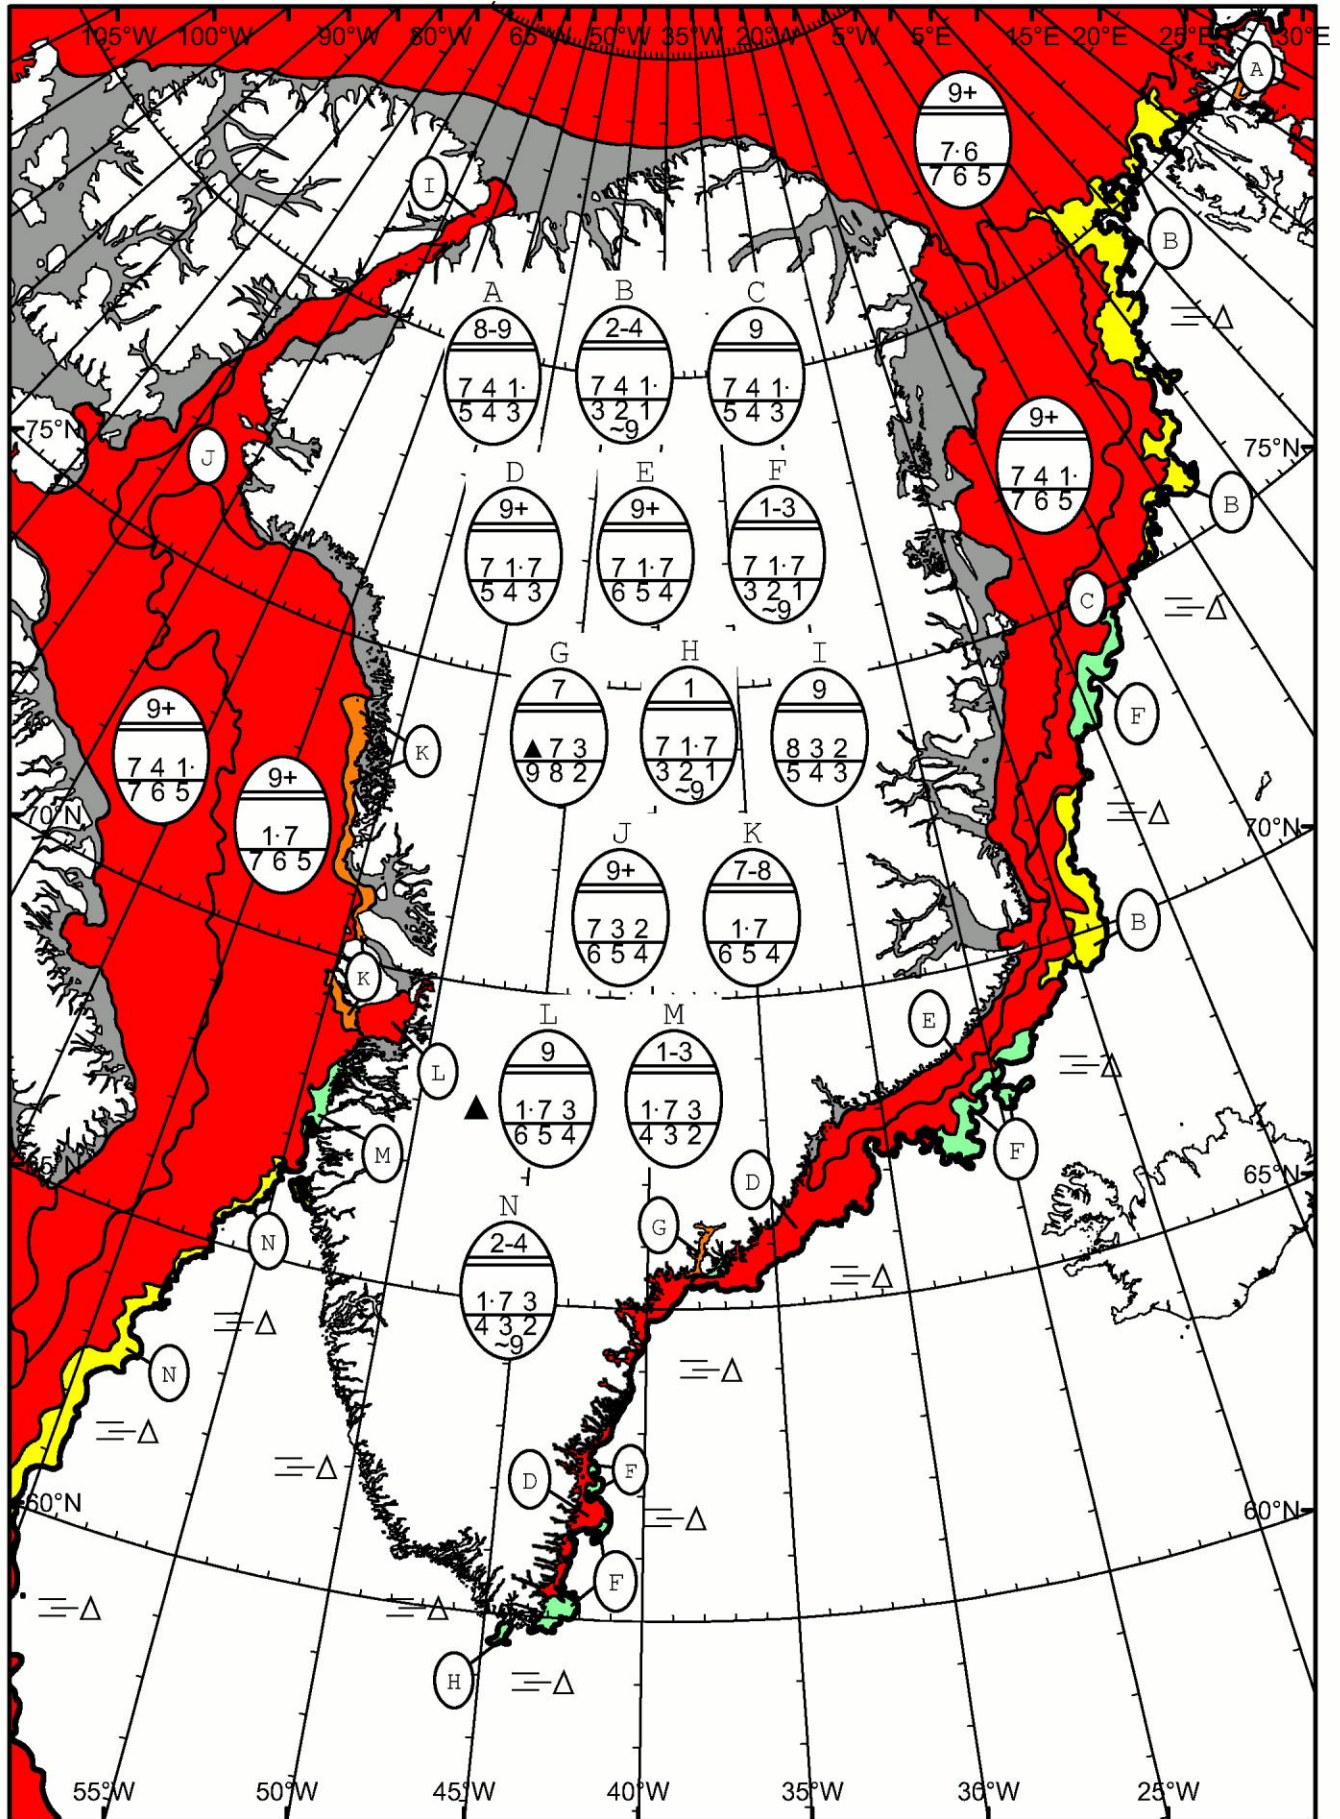 105°W 100°W 90°W 80°W 65°W 50°W 35°W 20°W 5°W 5°E 15°E 20°E 25°E 30°E
A
9+
7·6
7 6 5
I
B
A B C
8-9 2-4 9
7 4 1· 7 4 1· 7 4 1·
5 4 3 3 2 1 5 4 3
~9
75°N
J
9+
7 4 1·
7 6 5
75°N
B
D E F
9+ 9+ 1-3
7 1·7 7 1·7 7 1·7
5 4 3 6 5 4 3 2 1
~9
C
F
G H I
7 1 9
▲ 7 3 7 1·7 8 3 2
9 8 2 3 2 1 5 4 3
~9
9+
7 4 1·
7 6 5
K
9+
1·7
7 6 5
70°N
70°N
J K
9+ 7-8
7 3 2 1·7
6 5 4 6 5 4
B
K
E
L M
9 1-3
▲ 1·7 3 1·7 3
6 5 4 4 3 2
L
M
F
D
65°N
G
N
N
2-4
1·7 3
4 3 2
~9
N
D
F
60°N
60°N
F
H
55°W 50°W 45°W 40°W 35°W 30°W 25°W